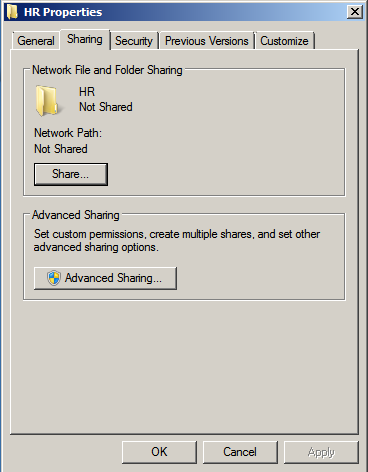 HR Properties
General
Sharing
Security
Previous Versions
Customize
Network File and Folder Sharing
HR
Not Shared
Network Path:
Not Shared
Share...
Advanced Sharing
Set custom permissions, create multiple shares, and set other
advanced sharing options.
Advanced Sharing...
OK
Cancel
Apply